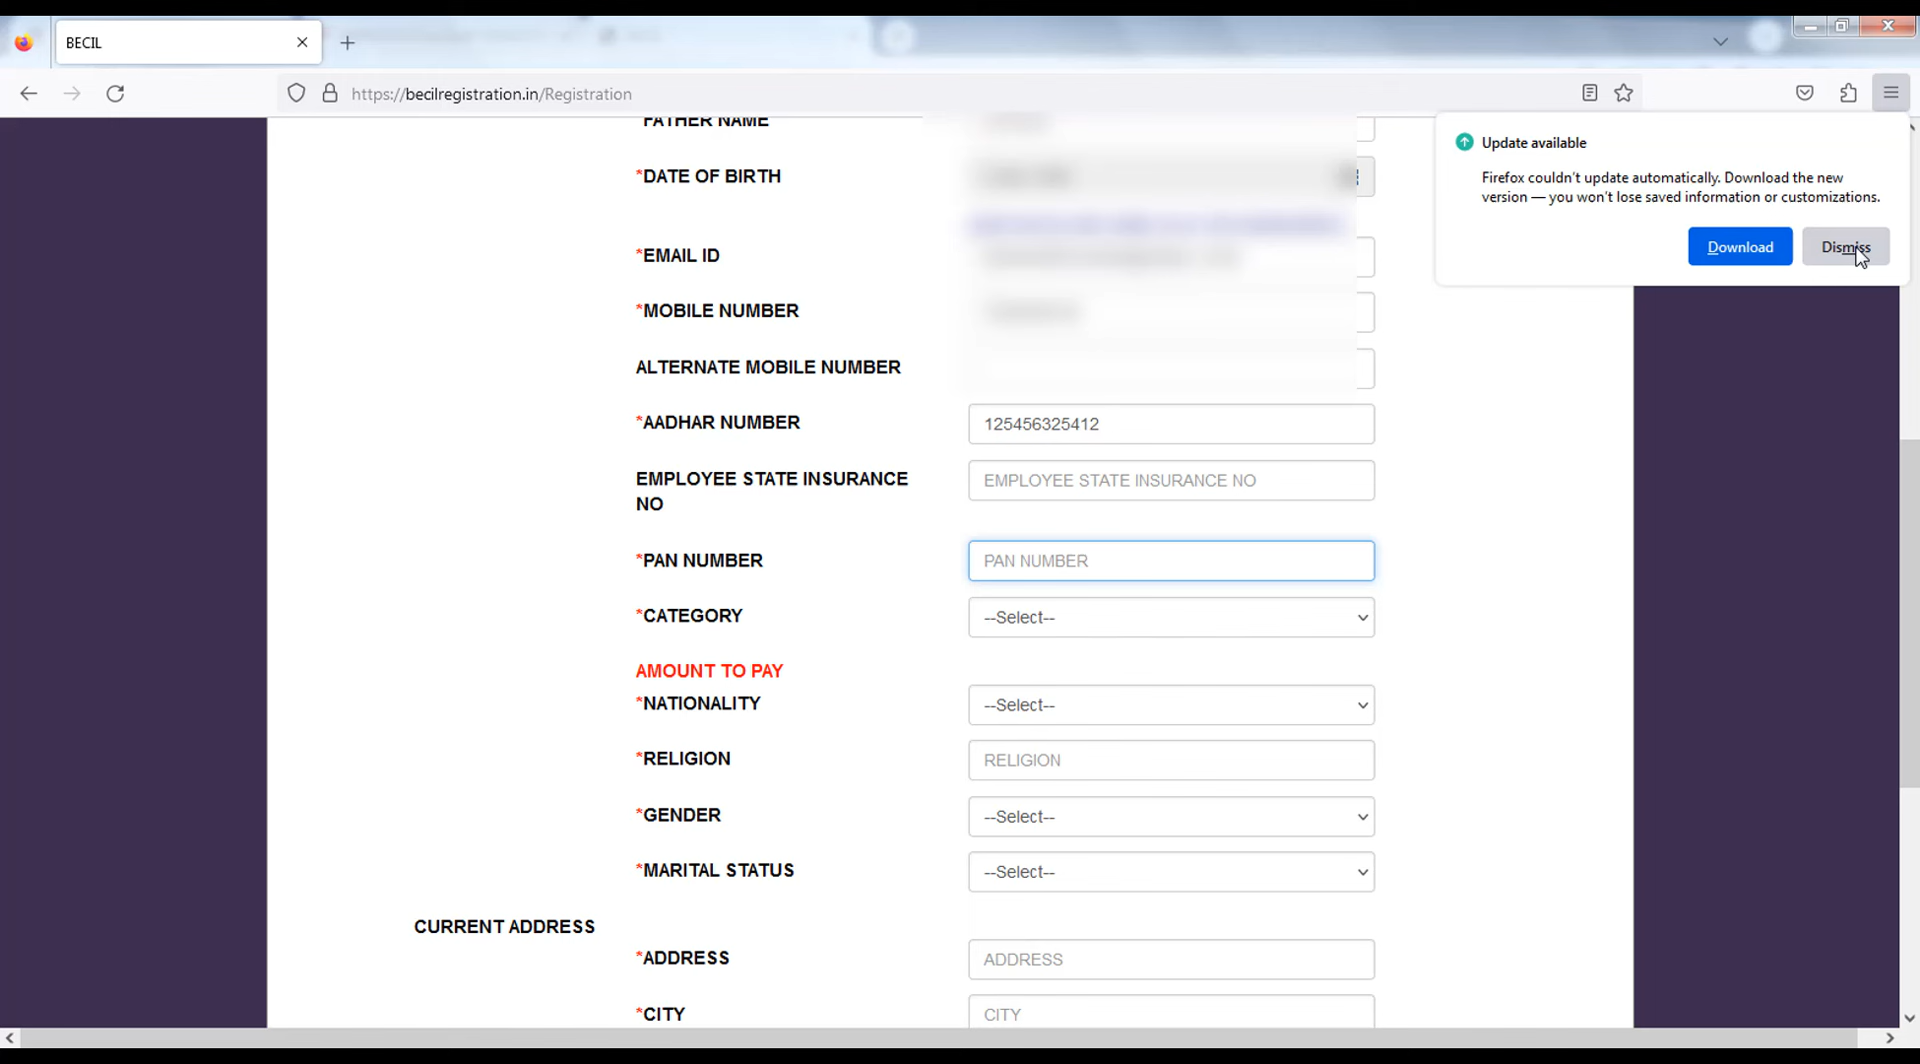 BECIL
https://becilregistration.in/Registration
Update available
Firefox couldn't update automatically. Download the new
version — you won't lose saved information or customizations.
Download
Dismiss
FATHER NAME
*DATE OF BIRTH
*EMAIL ID
*MOBILE NUMBER
ALTERNATE MOBILE NUMBER
*AADHAR NUMBER
125456325412
EMPLOYEE STATE INSURANCE
NO
EMPLOYEE STATE INSURANCE NO
*PAN NUMBER
PAN NUMBER
*CATEGORY
--Select--
AMOUNT TO PAY
*NATIONALITY
--Select--
*RELIGION
RELIGION
*GENDER
--Select--
*MARITAL STATUS
--Select--
CURRENT ADDRESS
*ADDRESS
ADDRESS
*CITY
CITY